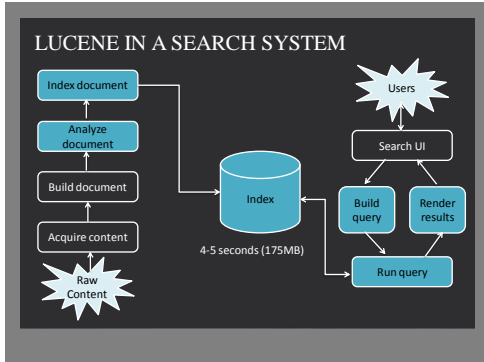 LUCENE IN A SEARCH SYSTEM
Index document
Analyze
document
Build document
Acquire content
Raw
Content
Index
4-5 seconds (175MB)
Users
Search UI
Build
query
Render
results
Run query